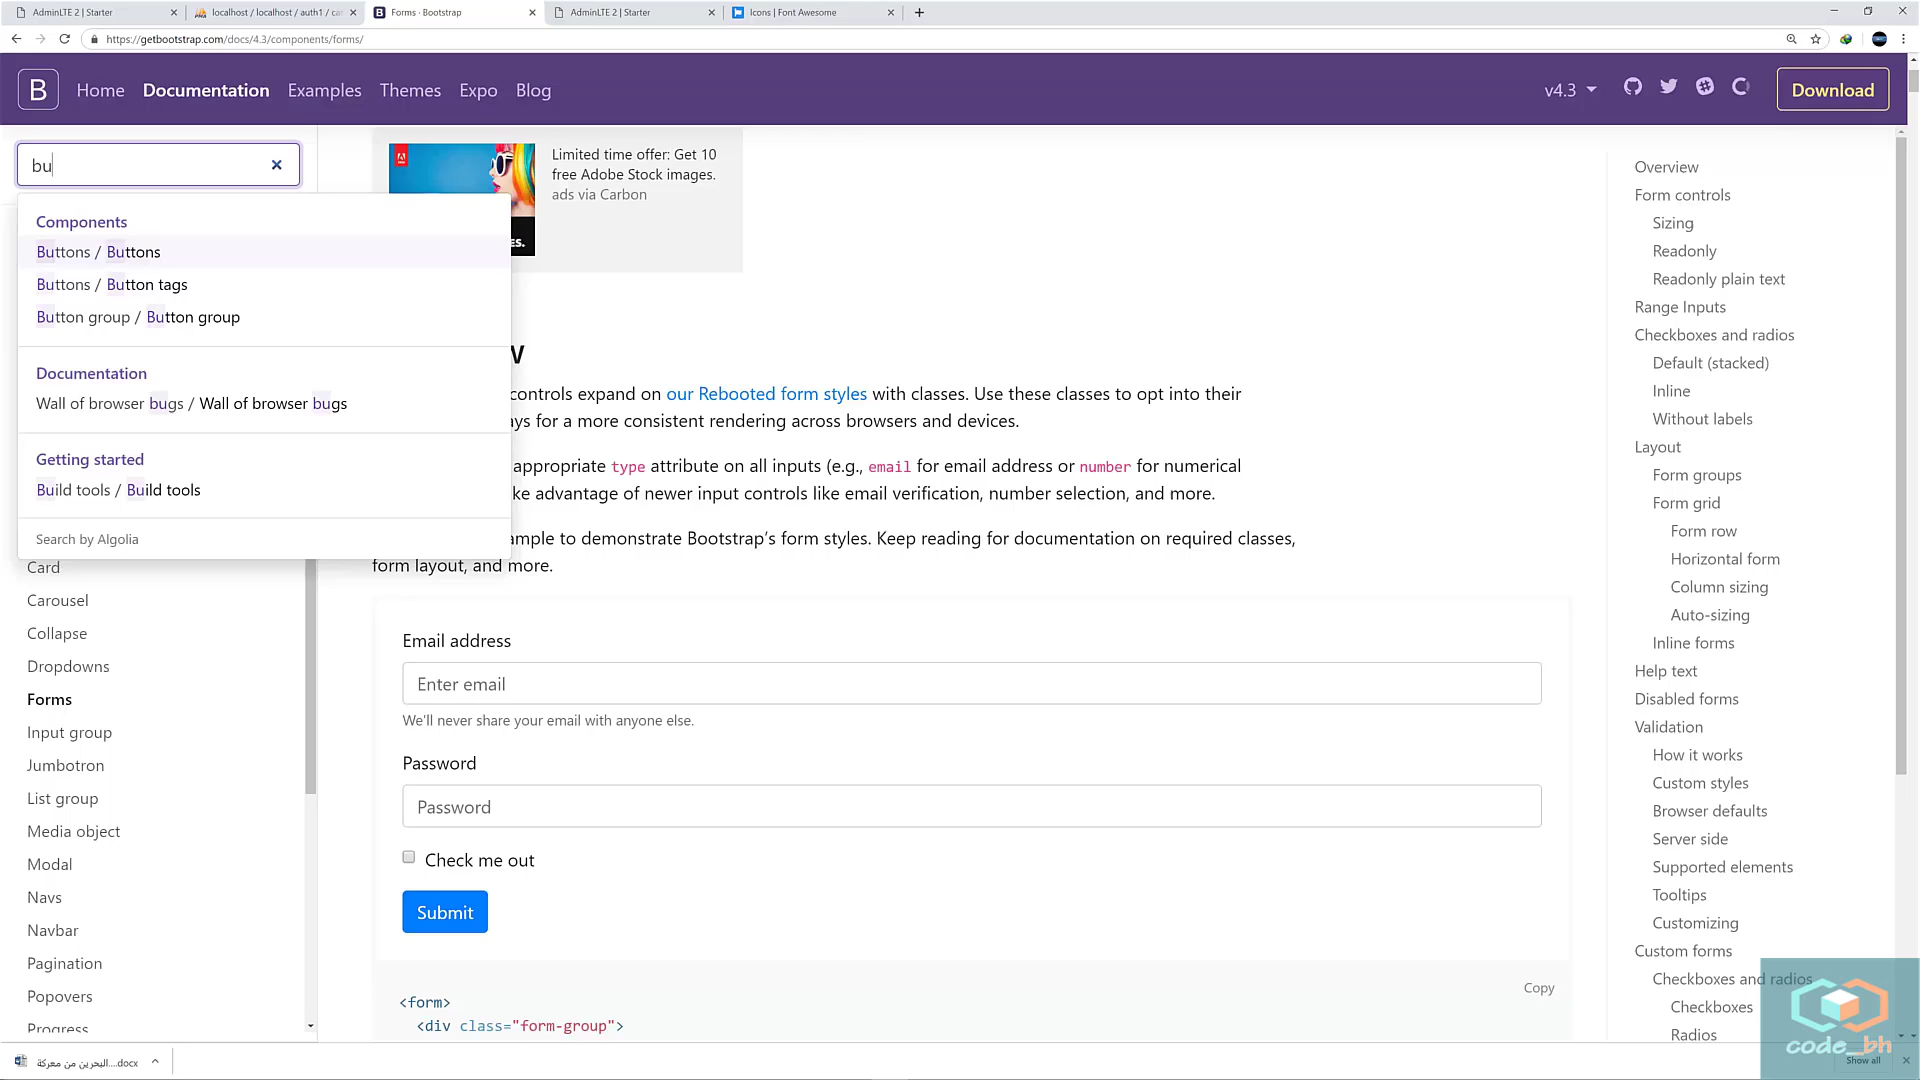 AdminLTE 2 | Starter
localhost / localhost / auth1 / ca
Forms · Bootstrap
AdminLTE 2 | Starter
Icons | Font Awesome
https://getbootstrap.com/docs/4.3/components/forms/
B
Home
Documentation
Examples
Themes
Expo
Blog
v4.3
Download
bu
Components
Buttons / Buttons
Buttons / Button tags
Button group / Button group
Documentation
Wall of browser bugs / Wall of browser bugs
Getting started
Build tools / Build tools
Search by Algolia
Card
Carousel
Collapse
Dropdowns
Forms
Input group
Jumbotron
List group
Media object
Modal
Navs
Navbar
Pagination
Popovers
Progress
Limited time offer: Get 10
free Adobe Stock images.
ads via Carbon
controls expand on our Rebooted form styles with classes. Use these classes to opt into their
ys for a more consistent rendering across browsers and devices.
appropriate type attribute on all inputs (e.g., email for email address or number for numerical
ke advantage of newer input controls like email verification, number selection, and more.
ample to demonstrate Bootstrap’s form styles. Keep reading for documentation on required classes,
form layout, and more.
Email address
Enter email
We'll never share your email with anyone else.
Password
Password
Check me out
Submit
Copy
<form>
<div class="form-group">
Overview
Form controls
Sizing
Readonly
Readonly plain text
Range Inputs
Checkboxes and radios
Default (stacked)
Inline
Without labels
Layout
Form groups
Form grid
Form row
Horizontal form
Column sizing
Auto-sizing
Inline forms
Help text
Disabled forms
Validation
How it works
Custom styles
Browser defaults
Server side
Supported elements
Tooltips
Customizing
Custom forms
Checkboxes and radios
Checkboxes
Radios
code_bh
Show all
البحرين من معركة....docx